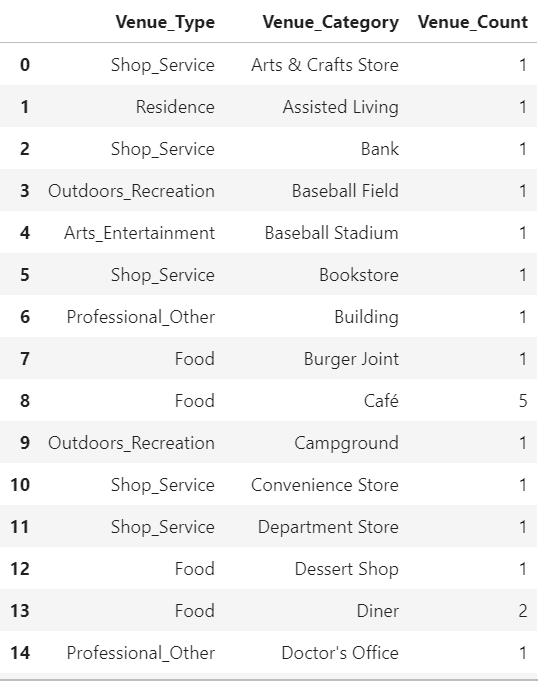 Venue_Type Venue_Category Venue_Count
0 Shop_Service Arts & Crafts Store 1
1 Residence Assisted Living 1
2 Shop_Service Bank 1
3 Outdoors_Recreation Baseball Field 1
4 Arts_Entertainment Baseball Stadium 1
5 Shop_Service Bookstore 1
6 Professional_Other Building 1
7 Food Burger Joint 1
8 Food Café 5
9 Outdoors_Recreation Campground 1
10 Shop_Service Convenience Store 1
11 Shop_Service Department Store 1
12 Food Dessert Shop 1
13 Food Diner 2
14 Professional_Other Doctor's Office 1